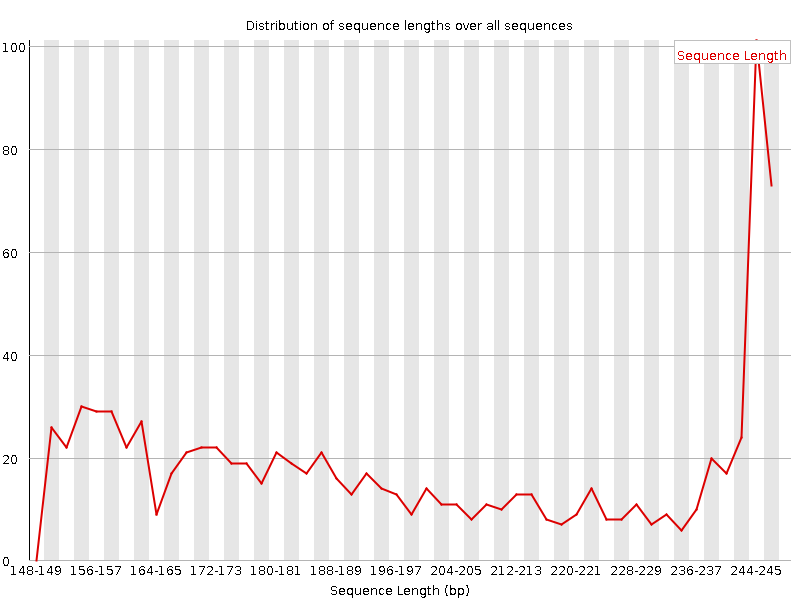 Distribution of sequence lengths over all sequences
Sequence Length
100
80
60
40
20
0
148-149 156-157 164-165 172-173 180-181 188-189 196-197 204-205 212-213 220-221 228-229 236-237 244-245
Sequence Length (bp)